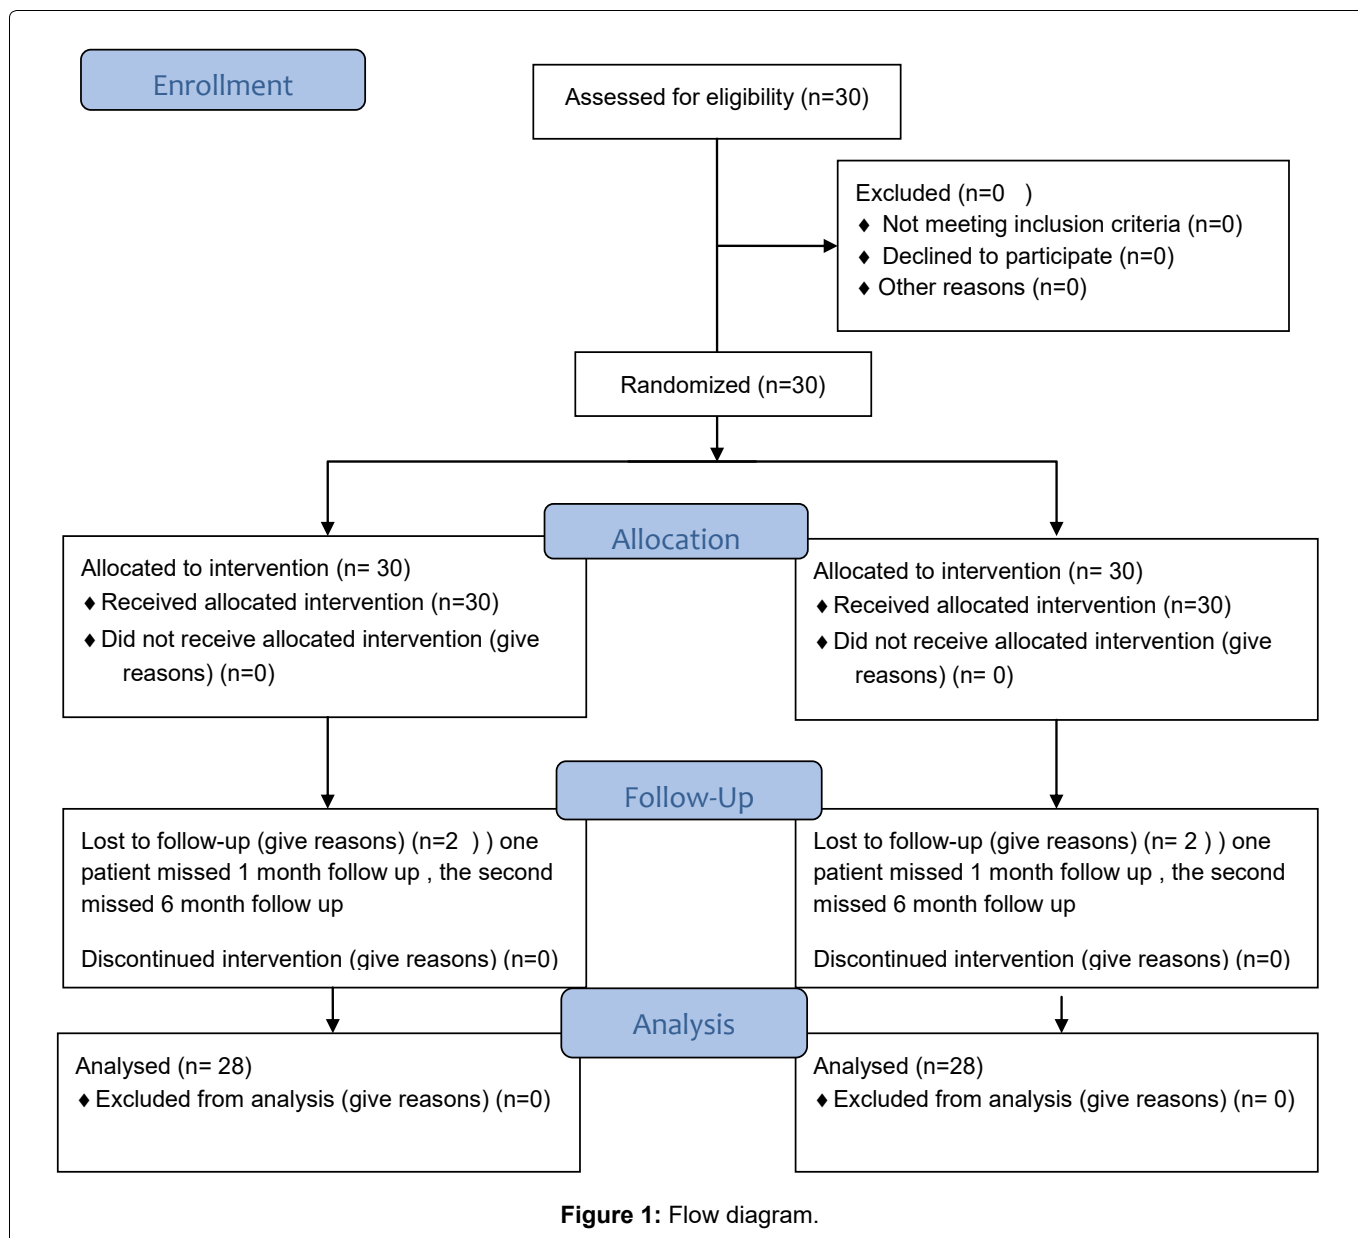 Enrollment
Assessed for eligibility (n=30)
Excluded (n=0   )
♦ Not meeting inclusion criteria (n=0)
♦ Declined to participate (n=0)
♦ Other reasons (n=0)
Randomized (n=30)
Allocation
Allocated to intervention (n= 30)
♦ Received allocated intervention (n=30)
♦ Did not receive allocated intervention (give
reasons) (n=0)
Allocated to intervention (n= 30)
♦ Received allocated intervention (n=30)
♦ Did not receive allocated intervention (give
reasons) (n= 0)
Follow-Up
Lost to follow-up (give reasons) (n=2  ) ) one
patient missed 1 month follow up , the second
missed 6 month follow up
Discontinued intervention (give reasons) (n=0)
Lost to follow-up (give reasons) (n= 2 ) ) one
patient missed 1 month follow up , the second
missed 6 month follow up
Discontinued intervention (give reasons) (n=0)
Analysis
Analysed (n= 28)
♦ Excluded from analysis (give reasons) (n=0)
Analysed (n=28)
♦ Excluded from analysis (give reasons) (n= 0)
Figure 1: Flow diagram.